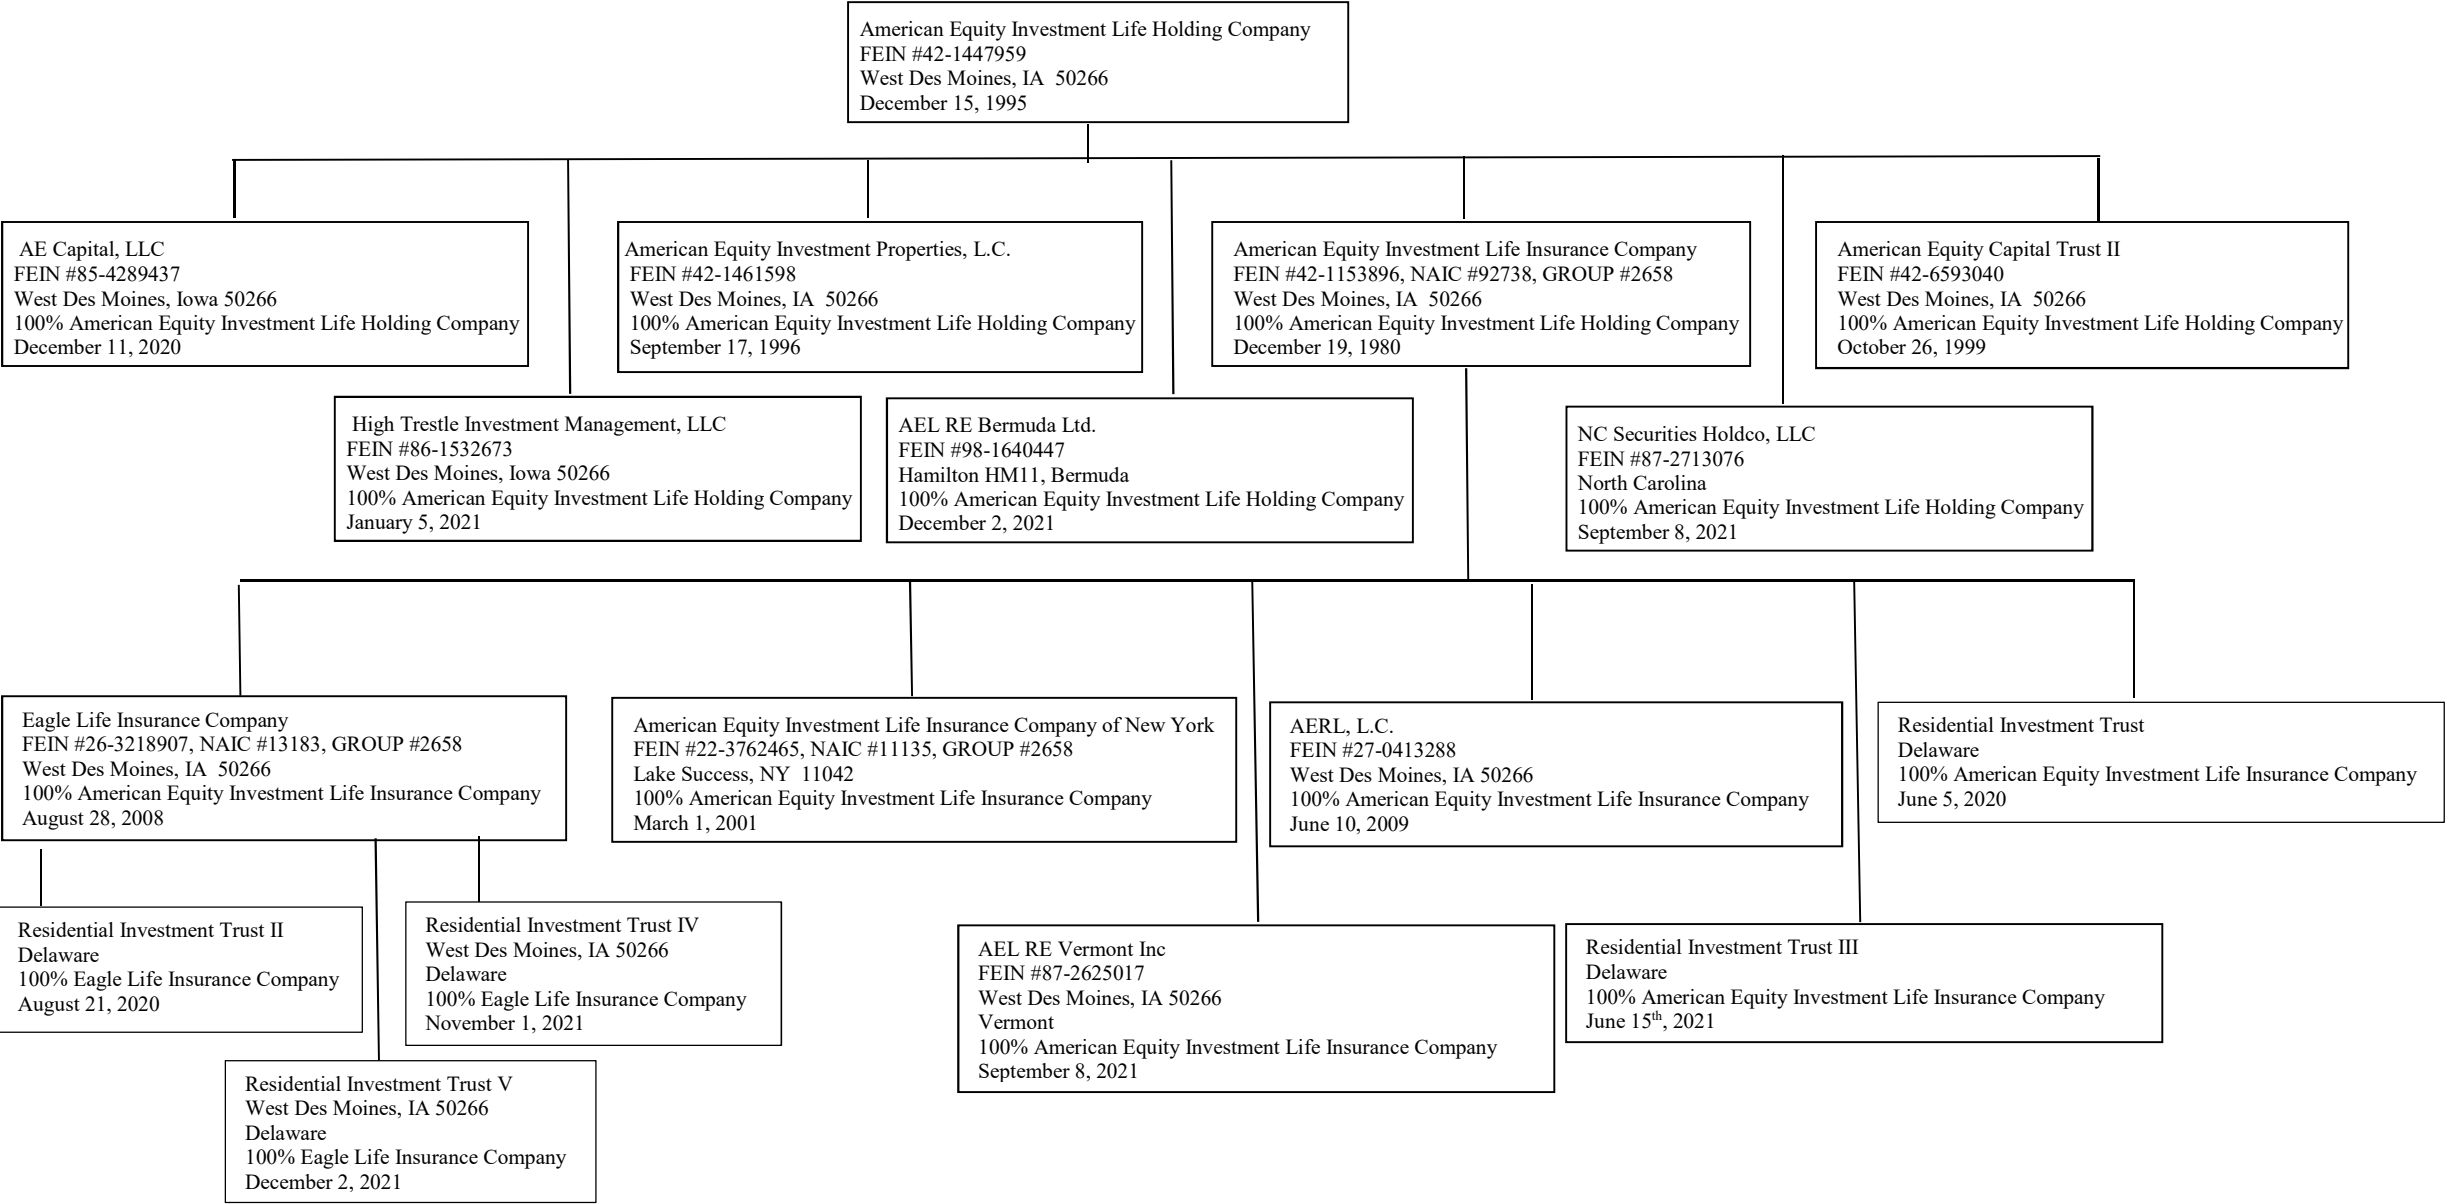 American Equity Investment Life Holding Company
FEIN #42-1447959
West Des Moines, IA 50266
December 15, 1995
AE Capital, LLC
FEIN #85-4289437
West Des Moines, Iowa 50266
100% American Equity Investment Life Holding Company
December 11, 2020
American Equity Investment Properties, L.C.
FEIN #42-1461598
West Des Moines, IA 50266
100% American Equity Investment Life Holding Company
September 17, 1996
American Equity Investment Life Insurance Company
FEIN #42-1153896, NAIC #92738, GROUP #2658
West Des Moines, IA 50266
100% American Equity Investment Life Holding Company
December 19, 1980
American Equity Capital Trust II
FEIN #42-6593040
West Des Moines, IA 50266
100% American Equity Investment Life Holding Company
October 26, 1999
High Trestle Investment Management, LLC
FEIN #86-1532673
West Des Moines, Iowa 50266
100% American Equity Investment Life Holding Company
January 5, 2021
AEL RE Bermuda Ltd.
FEIN #98-1640447
Hamilton HM11, Bermuda
100% American Equity Investment Life Holding Company
December 2, 2021
NC Securities Holdco, LLC
FEIN #87-2713076
North Carolina
100% American Equity Investment Life Holding Company
September 8, 2021
Eagle Life Insurance Company
FEIN #26-3218907, NAIC #13183, GROUP #2658
West Des Moines, IA 50266
100% American Equity Investment Life Insurance Company
August 28, 2008
American Equity Investment Life Insurance Company of New York
FEIN #22-3762465, NAIC #11135, GROUP #2658
Lake Success, NY 11042
100% American Equity Investment Life Insurance Company
March 1, 2001
AERL, L.C.
FEIN #27-0413288
West Des Moines, IA 50266
100% American Equity Investment Life Insurance Company
June 10, 2009
Residential Investment Trust
Delaware
100% American Equity Investment Life Insurance Company
June 5, 2020
Residential Investment Trust II
Delaware
100% Eagle Life Insurance Company
August 21, 2020
Residential Investment Trust IV
West Des Moines, IA 50266
Delaware
100% Eagle Life Insurance Company
November 1, 2021
AEL RE Vermont Inc
FEIN #87-2625017
West Des Moines, IA 50266
Vermont
100% American Equity Investment Life Insurance Company
September 8, 2021
Residential Investment Trust III
Delaware
100% American Equity Investment Life Insurance Company
June 15th, 2021
Residential Investment Trust V
West Des Moines, IA 50266
Delaware
100% Eagle Life Insurance Company
December 2, 2021